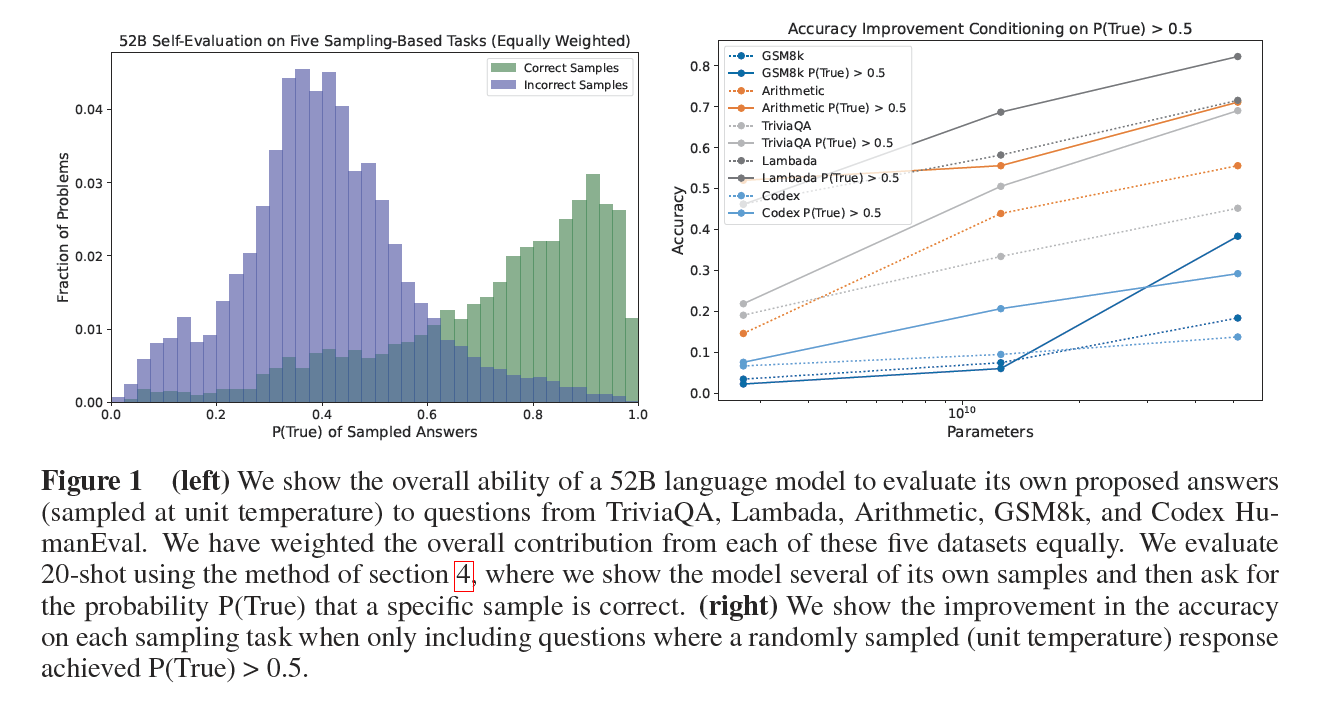 52B Self-Evaluation on Five Sampling-Based Tasks (Equally Weighted)
Correct Samples
Incorrect Samples
Fraction of Problems
0.04
0.03
0.02
0.01
0.00
0.0
0.2
0.4
0.6
0.8
1.0
P(True) of Sampled Answers
Accuracy Improvement Conditioning on P(True) > 0.5
GSM8k
GSM8k P(True) > 0.5
Arithmetic
Arithmetic P(True) > 0.5
TriviaQA
TriviaQA P(True) > 0.5
Lambada
Lambada P(True) > 0.5
Codex
Codex P(True) > 0.5
Accuracy
0.8
0.7
0.6
0.5
0.4
0.3
0.2
0.1
0.0
10¹⁰
Parameters
Figure 1 (left) We show the overall ability of a 52B language model to evaluate its own proposed answers
(sampled at unit temperature) to questions from TriviaQA, Lambada, Arithmetic, GSM8k, and Codex Hu-
manEval. We have weighted the overall contribution from each of these five datasets equally. We evaluate
20-shot using the method of section 4, where we show the model several of its own samples and then ask for
the probability P(True) that a specific sample is correct. (right) We show the improvement in the accuracy
on each sampling task when only including questions where a randomly sampled (unit temperature) response
achieved P(True) > 0.5.